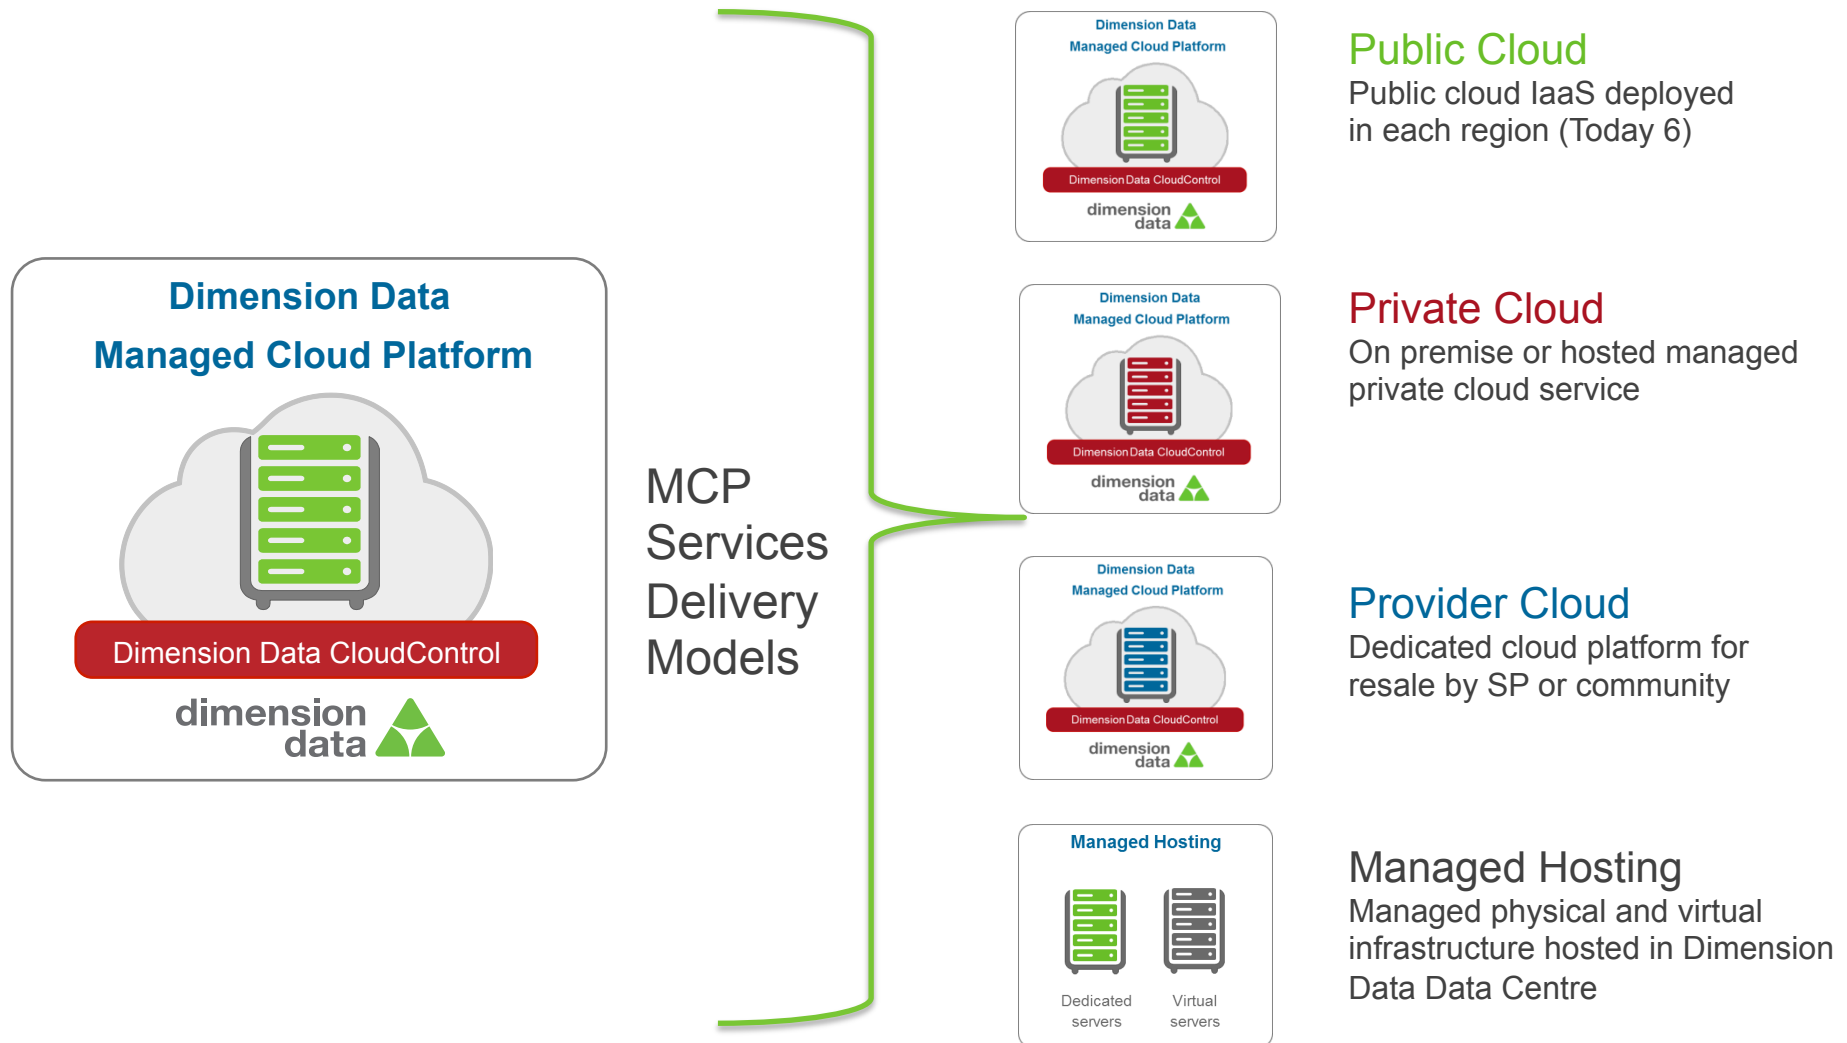 Dimension Data
Managed Cloud Platform
Dimension Data CloudControl
dimension
data
MCP
Services
Delivery
Models
Dimension Data
Managed Cloud Platform
Dimension Data CloudControl
dimension
data
Public Cloud
Public cloud IaaS deployed
in each region (Today 6)
Dimension Data
Managed Cloud Platform
Dimension Data CloudControl
dimension
data
Private Cloud
On premise or hosted managed
private cloud service
Dimension Data
Managed Cloud Platform
Dimension Data CloudControl
dimension
data
Provider Cloud
Dedicated cloud platform for
resale by SP or community
Managed Hosting
Dedicated
servers
Virtual
servers
Managed Hosting
Managed physical and virtual
infrastructure hosted in Dimension
Data Data Centre